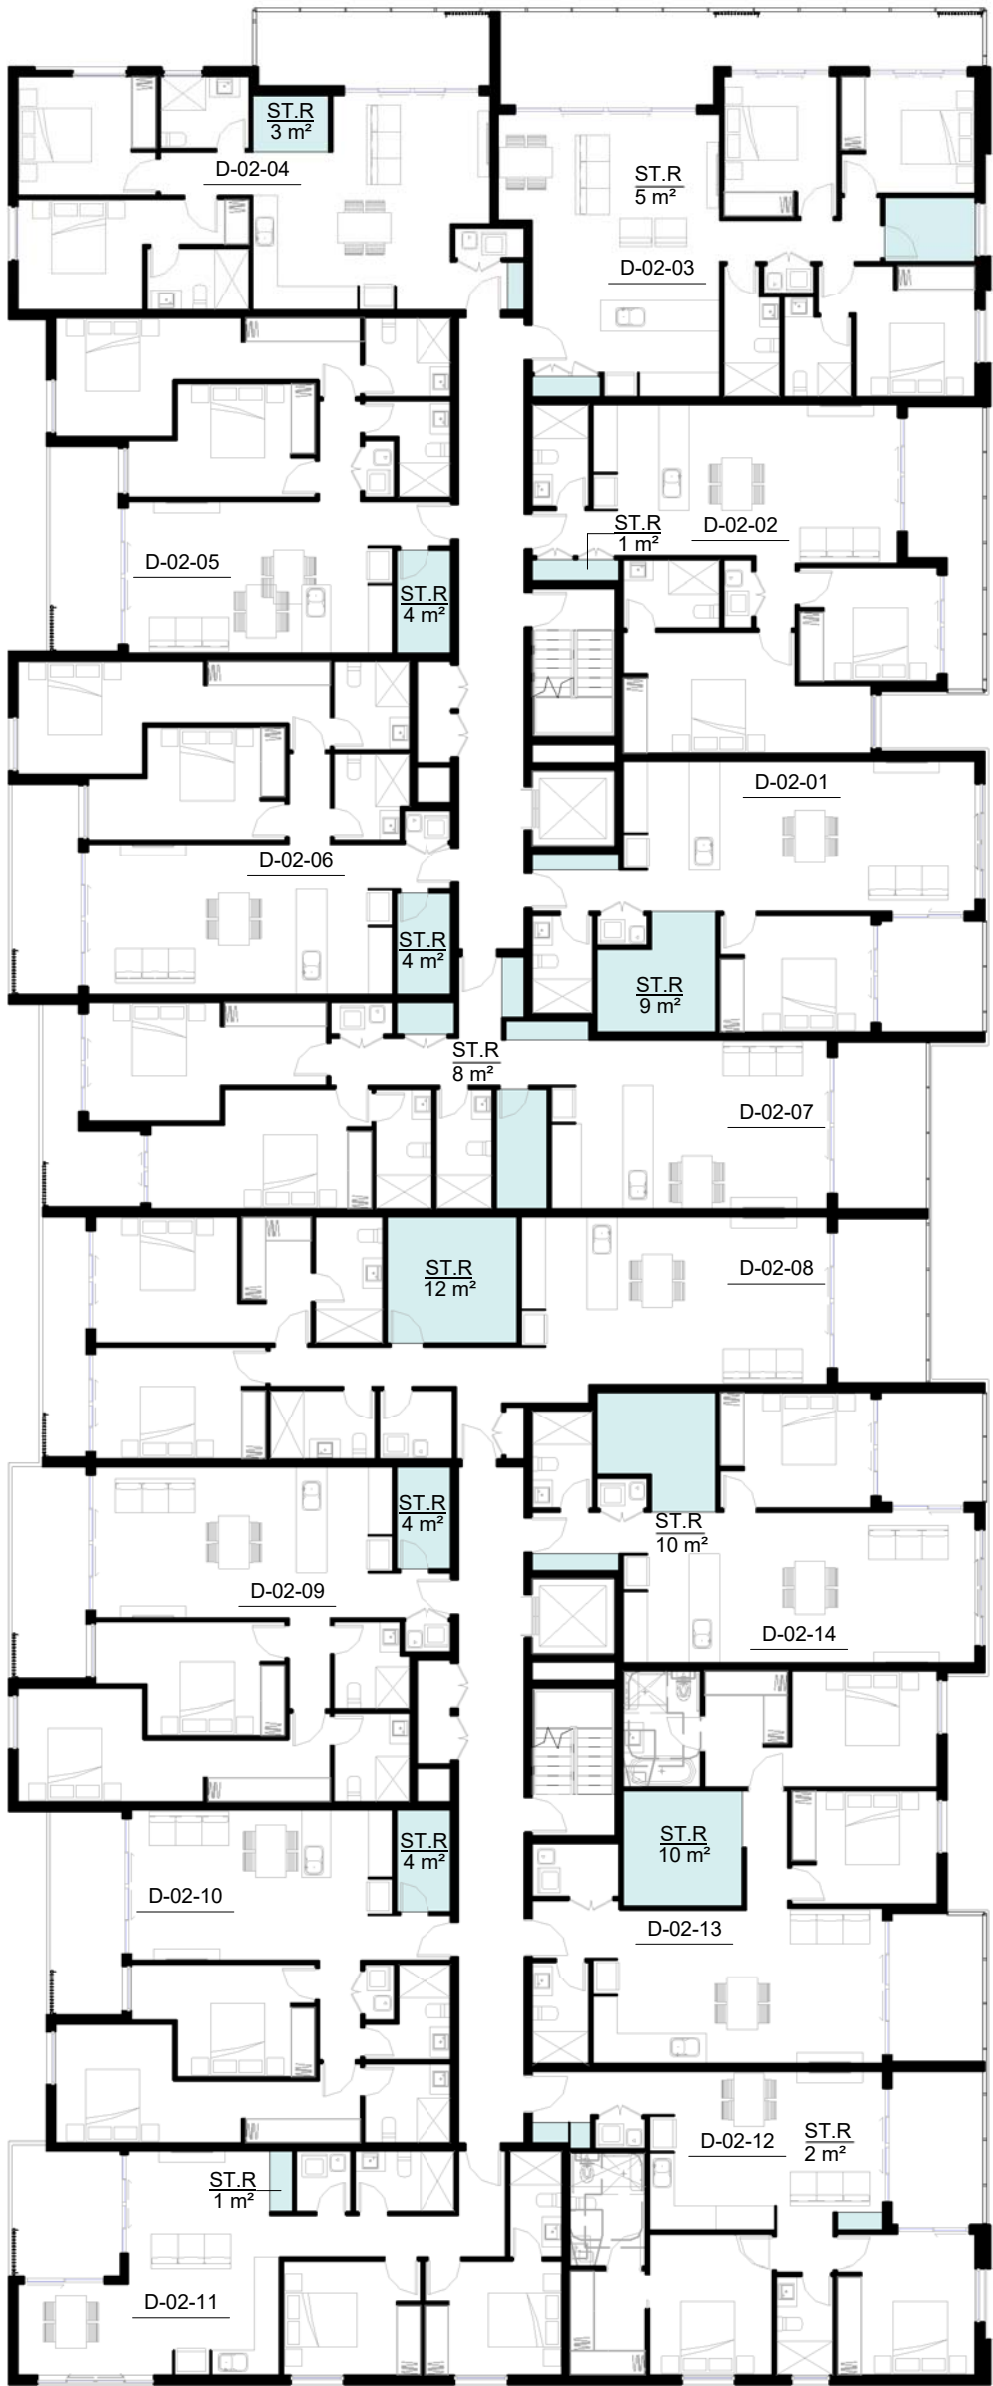 ST.R
3 m²
D-02-04
ST.R
5 m²
D-02-03
ST.R
1 m²
D-02-02
D-02-05
ST.R
4 m²
D-02-01
D-02-06
ST.R
4 m²
ST.R
9 m²
ST.R
8 m²
D-02-07
ST.R
12 m²
D-02-08
ST.R
4 m²
ST.R
10 m²
D-02-09
D-02-14
ST.R
4 m²
ST.R
10 m²
D-02-10
D-02-13
D-02-12
ST.R
2 m²
ST.R
1 m²
D-02-11